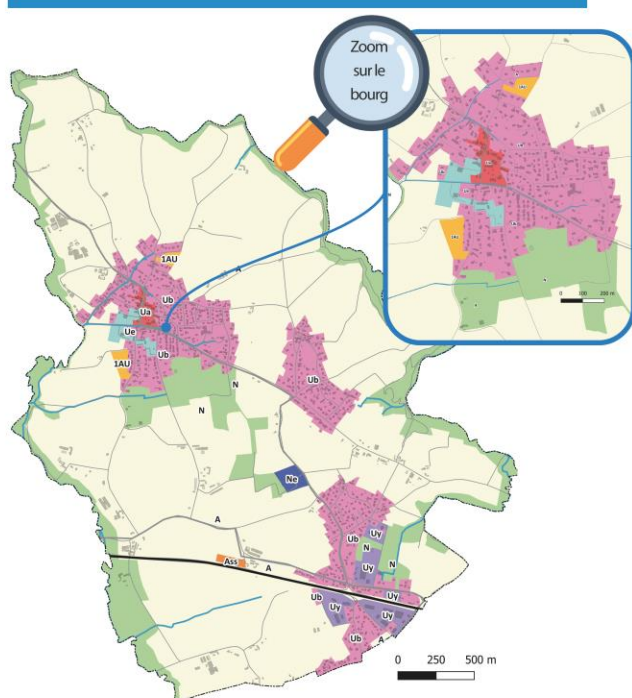 Zoom
sur le
bourg
1AU
A
Ub
Ua
Ue
Ub
1AU
N
N
Ub
Ne
A
Ub
Uy
N
Uy
N
Ass
A
Uy
Ub
Uy
Uy
Ub
A
0 250 500 m
0 100 200 m
N